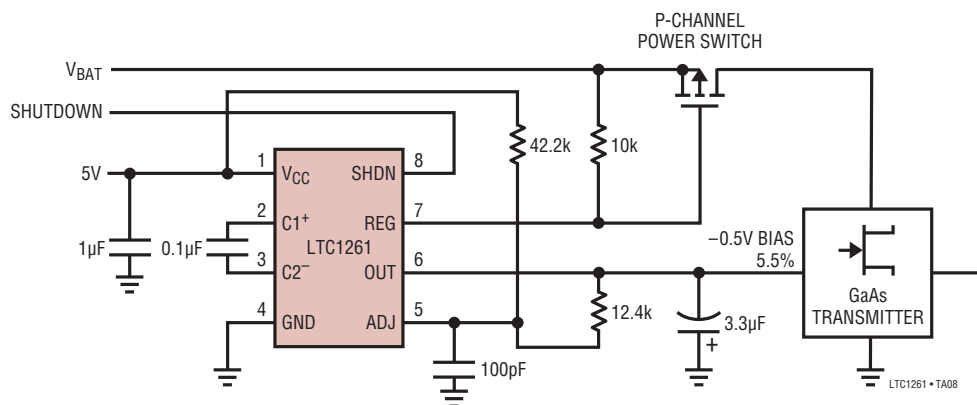 P-CHANNEL
POWER SWITCH
VBAT
SHUTDOWN
42.2k
10k
5V
1
VCC
SHDN
8
2
C1+
REG
7
1µF
0.1µF
LTC1261
–0.5V BIAS
5.5%
3
C2–
OUT
6
GaAs
TRANSMITTER
4
GND
ADJ
5
12.4k
3.3µF
+
100pF
LTC1261 • TA08